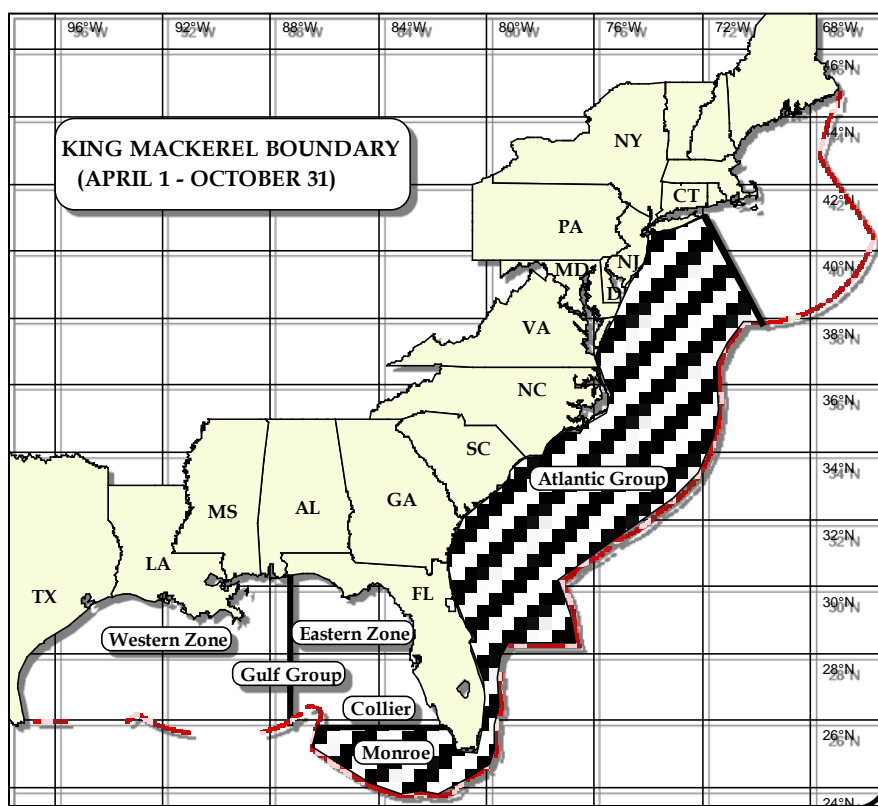 96°W
92°W
88°W
84°W
80°W
76°W
72°W
68°W
46°N
44°N
KING MACKEREL BOUNDARY
(APRIL 1 - OCTOBER 31)
NY
42°N
CT
PA
40°N
NJ
MD
D
38°N
VA
36°N
NC
34°N
SC
Atlantic Group
GA
AL
MS
32°N
LA
TX
FL
30°N
Western Zone
Eastern Zone
28°N
Gulf Group
Collier
26°N
Monroe
24°N